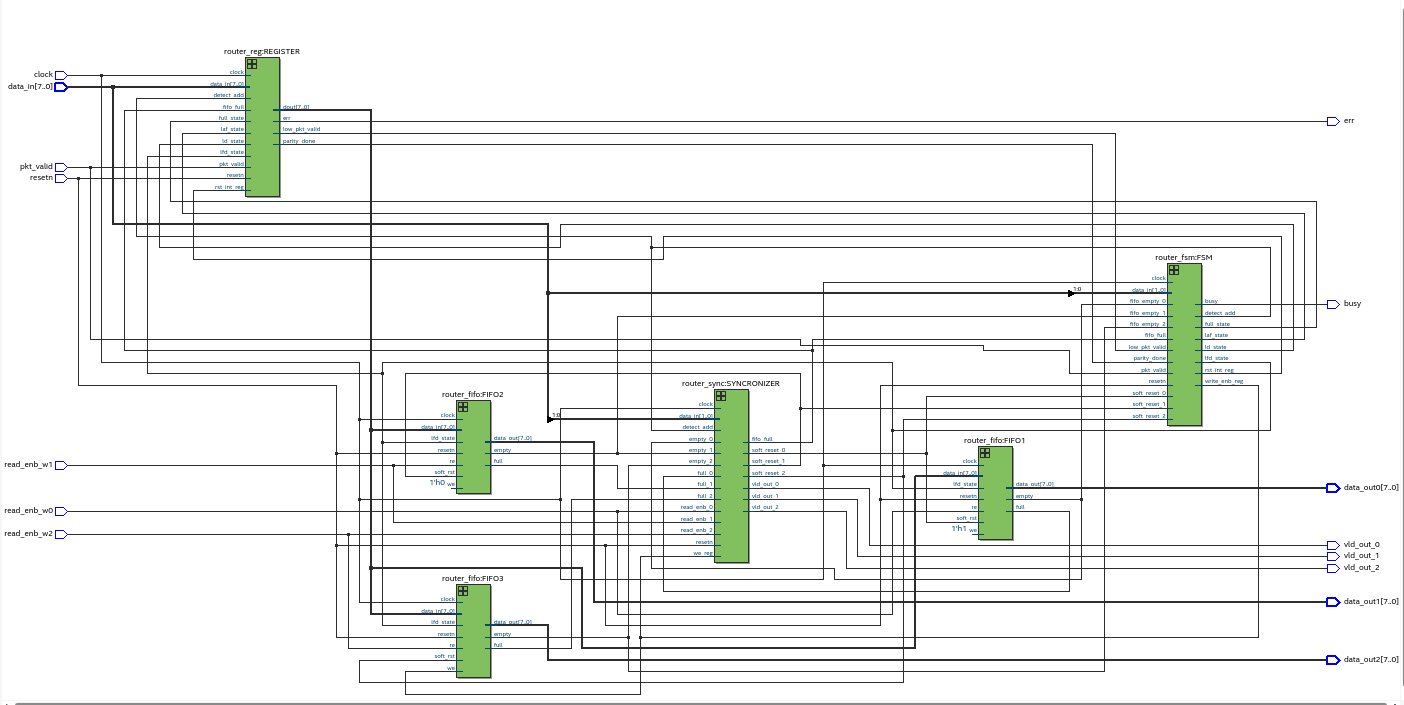 router_reg:REGISTER
clock
data_in[7..0]
pkt_valid
resetn
clock
data_in[7..0]
detect_add
fifo_full
full_state
laf_state
ld_state
lfd_state
pkt_valid
resetn
rst_int_reg
dout[7..0]
err
low_pkt_valid
parity_done
err
router_fsm:FSM
1:0
clock
data_in[1..0]
fifo_empty_0
fifo_empty_1
fifo_empty_2
fifo_full
low_pkt_valid
parity_done
pkt_valid
resetn
soft_reset_0
soft_reset_1
soft_reset_2
busy
detect_add
full_state
laf_state
ld_state
lfd_state
rst_int_reg
write_enb_reg
busy
router_fifo:FIFO2
clock
data_in[7..0]
lfd_state
resetn
re
soft_rst
1'h0 we
data_out[7..0]
empty
full
router_sync:SYNCRONIZER
1:0
clock
data_in[1..0]
detect_add
empty_0
empty_1
empty_2
full_0
full_1
full_2
read_enb_0
read_enb_1
read_enb_2
resetn
we_reg
fifo_full
soft_reset_0
soft_reset_1
soft_reset_2
vld_out_0
vld_out_1
vld_out_2
router_fifo:FIFO1
clock
data_in[7..0]
lfd_state
resetn
re
soft_rst
1'h1 we
data_out[7..0]
empty
full
read_enb_w1
read_enb_w0
read_enb_w2
router_fifo:FIFO3
clock
data_in[7..0]
lfd_state
resetn
re
soft_rst
we
data_out[7..0]
empty
full
data_out0[7..0]
vld_out_0
vld_out_1
vld_out_2
data_out1[7..0]
data_out2[7..0]